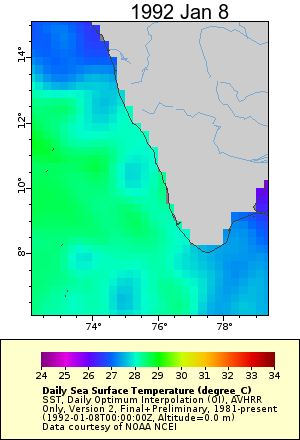 1992 Jan 8
12°
10°
8°
74°
76°
78°
24 25 26 27 28 29 30 31 32 33 34
Daily Sea Surface Temperature (degree_C)
SST, Daily Optimum Interpolation (OI), AVHRR
Only, Version 2, Final+Preliminary, 1981-present
(1992-01-08T00:00:00Z, Altitude=0.0 m)
Data courtesy of NOAA NCEI
14°